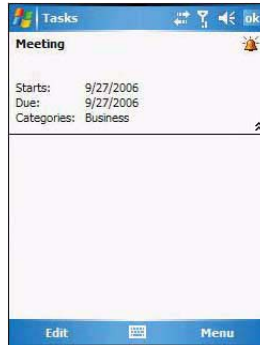 Tasks
ok
Meeting
Starts: 9/27/2006
Due: 9/27/2006
Categories: Business
Edit
Menu